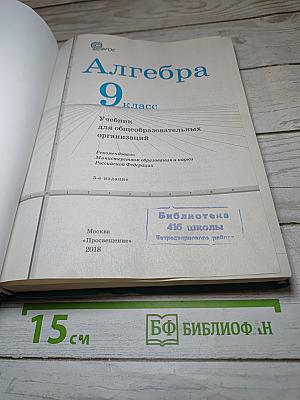 ФГОС
Алгебра
9 класс
Учебник
для общеобразовательных
организаций
Рекомендовано
Министерством образования и науки
Российской Федерации
5-е издание
Москва
«Просвещение»
2018
Библиотека
416 школы
Петродворцового района
15 см
БФ БИБЛИОФАН